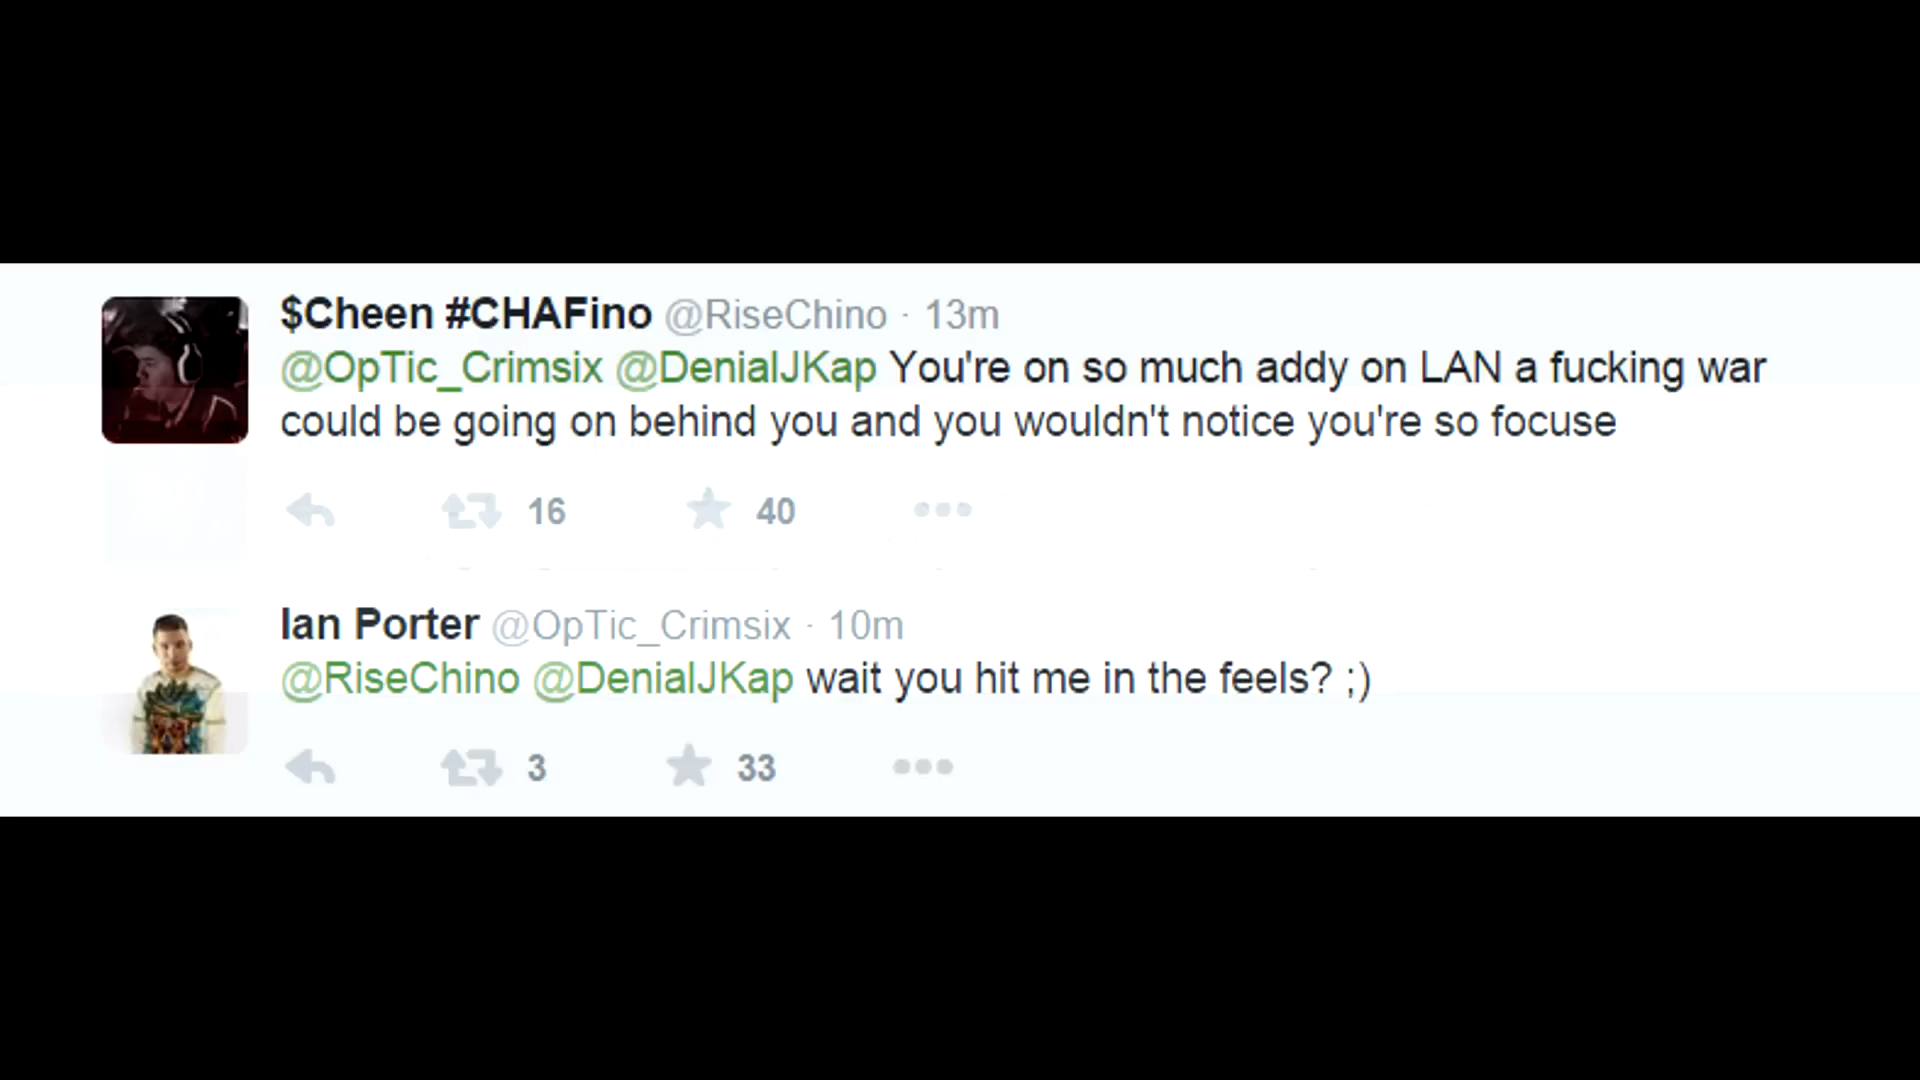 $Cheen #CHAFino @RiseChino · 13m
@OpTic_Crimsix @DenialJKap You're on so much addy on LAN a fucking war
could be going on behind you and you wouldn't notice you're so focuse
16 40
Ian Porter @OpTic_Crimsix · 10m
@RiseChino @DenialJKap wait you hit me in the feels? ;)
3 33